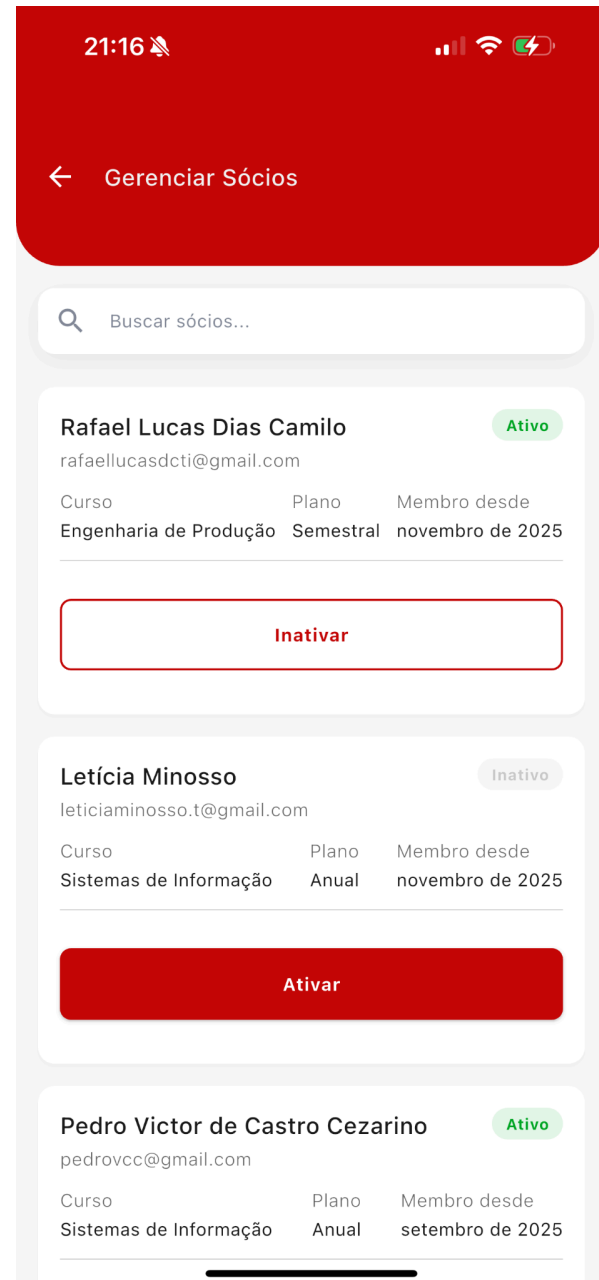 21:16
Gerenciar Sócios
Buscar sócios...
Rafael Lucas Dias Camilo Ativo
rafaellucasdcti@gmail.com
Curso Plano Membro desde
Engenharia de Produção Semestral novembro de 2025
Inativar
Letícia Minosso Inativo
leticiaminosso.t@gmail.com
Curso Plano Membro desde
Sistemas de Informação Anual novembro de 2025
Ativar
Pedro Victor de Castro Cezarino Ativo
pedrovcc@gmail.com
Curso Plano Membro desde
Sistemas de Informação Anual setembro de 2025